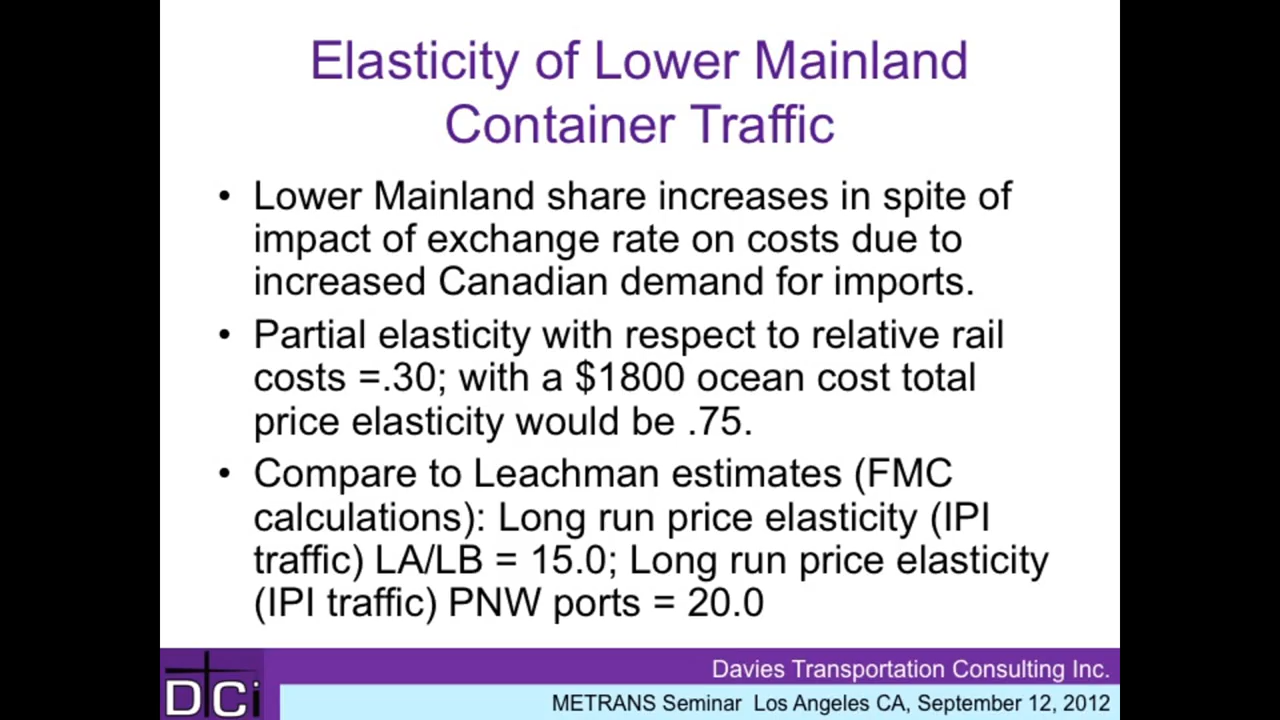 Elasticity of Lower Mainland
Container Traffic
• Lower Mainland share increases in spite of
impact of exchange rate on costs due to
increased Canadian demand for imports.
• Partial elasticity with respect to relative rail
costs =.30; with a $1800 ocean cost total
price elasticity would be .75.
• Compare to Leachman estimates (FMC
calculations): Long run price elasticity (IPI
traffic) LA/LB = 15.0; Long run price elasticity
(IPI traffic) PNW ports = 20.0
Davies Transportation Consulting Inc.
DTCi
METRANS Seminar Los Angeles CA, September 12, 2012